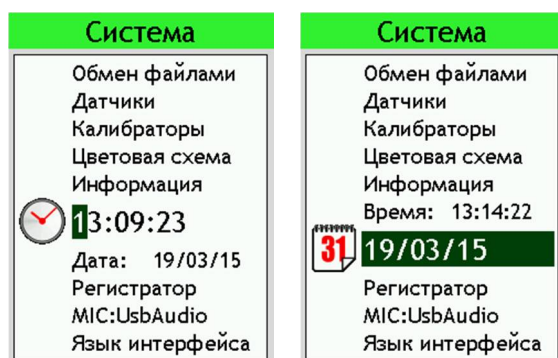 Система
Обмен файлами
Датчики
Калибраторы
Цветовая схема
Информация
13:09:23
Дата: 19/03/15
Регистратор
MIC:UsbAudio
Язык интерфейса
Система
Обмен файлами
Датчики
Калибраторы
Цветовая схема
Информация
Время: 13:14:22
31 19/03/15
Регистратор
MIC:UsbAudio
Язык интерфейса